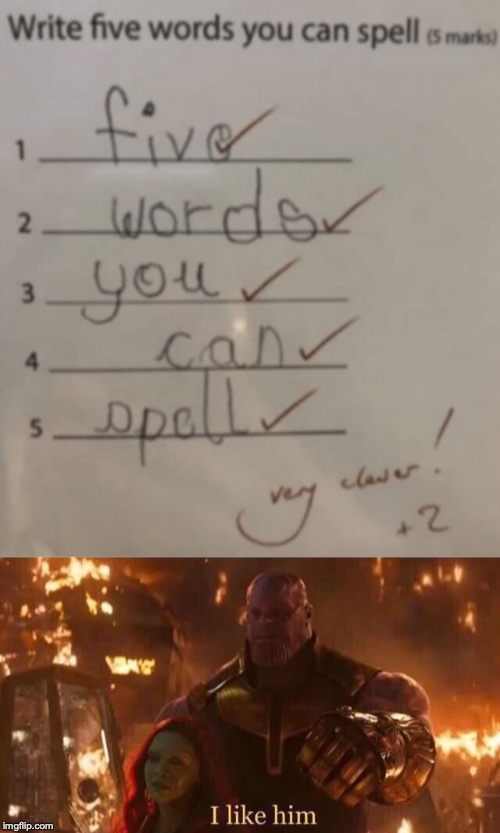 Write five words you can spell (5 marks)
1 five
2 words
3 you
4 can
5 spell
very clever!
+2
I like him
imgflip.com